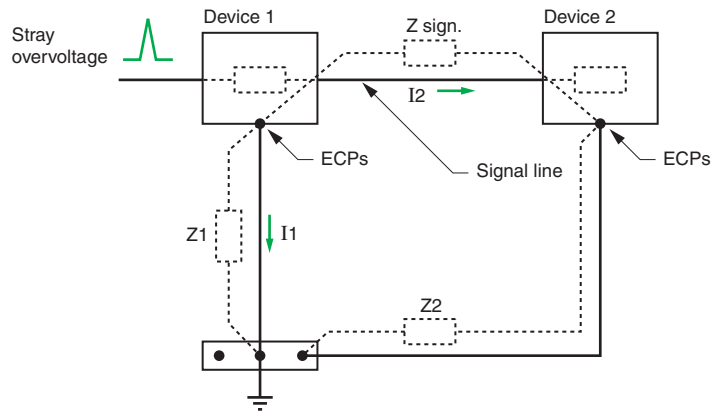 Device 1
Z sign.
Device 2
Stray
overvoltage
I2
ECPs
Signal line
ECPs
Z1
I1
Z2